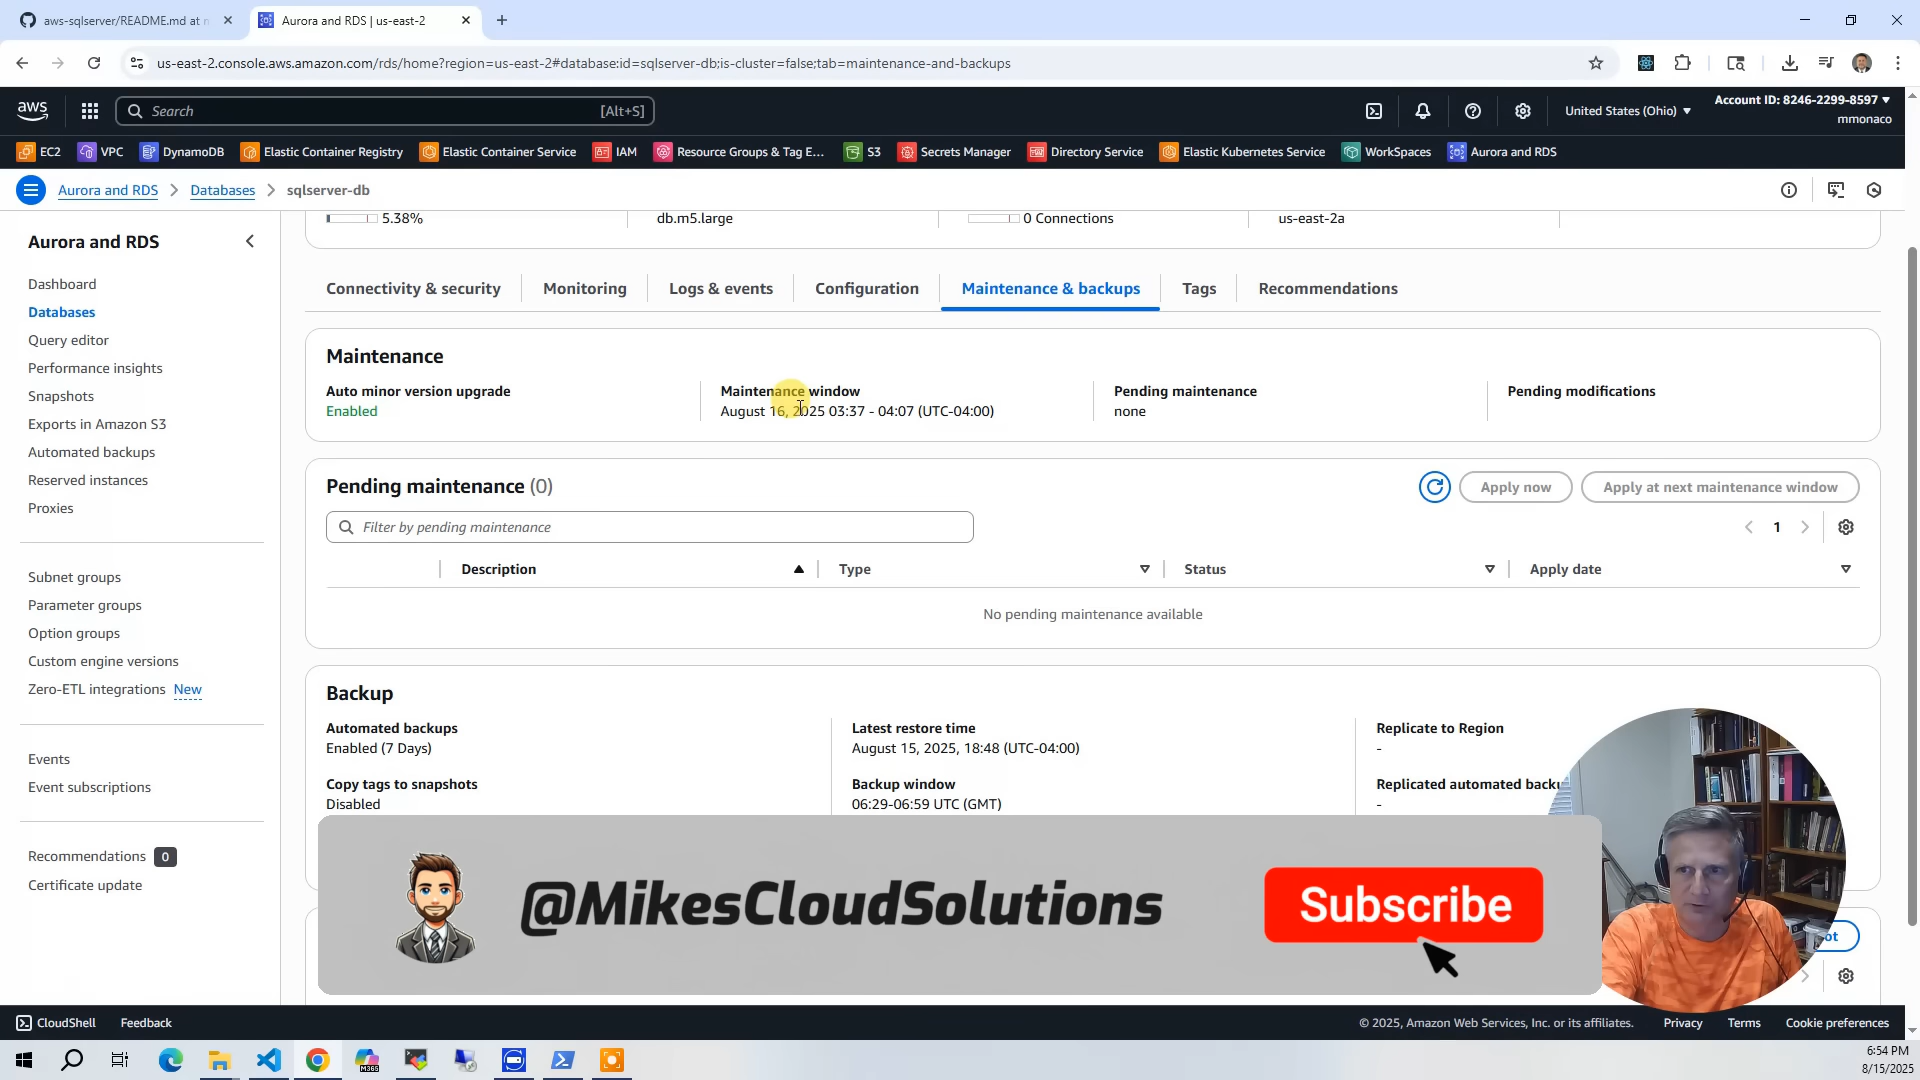 aws-sqlserver/README.md at
Aurora and RDS | us-east-2
us-east-2.console.aws.amazon.com/rds/home?region=us-east-2#database:id=sqlserver-db;is-cluster=false;tab=maintenance-and-backups
aws
Search
[Alt+S]
United States (Ohio)
Account ID: 8246-2299-8597
mmonaco
EC2
VPC
DynamoDB
Elastic Container Registry
Elastic Container Service
IAM
Resource Groups & Tag E...
S3
Secrets Manager
Directory Service
Elastic Kubernetes Service
WorkSpaces
Aurora and RDS
Aurora and RDS
Databases
sqlserver-db
5.38%
db.m5.large
0 Connections
us-east-2a
Aurora and RDS
Dashboard
Databases
Query editor
Performance insights
Snapshots
Exports in Amazon S3
Automated backups
Reserved instances
Proxies
Subnet groups
Parameter groups
Option groups
Custom engine versions
Zero-ETL integrations New
Events
Event subscriptions
Recommendations 0
Certificate update
Connectivity & security
Monitoring
Logs & events
Configuration
Maintenance & backups
Tags
Recommendations
Maintenance
Auto minor version upgrade
Enabled
Maintenance window
August 16, 2025 03:37 - 04:07 (UTC-04:00)
Pending maintenance
none
Pending modifications
Pending maintenance (0)
Apply now
Apply at next maintenance window
Filter by pending maintenance
1
Description
Type
Status
Apply date
No pending maintenance available
Backup
Automated backups
Enabled (7 Days)
Copy tags to snapshots
Disabled
Latest restore time
August 15, 2025, 18:48 (UTC-04:00)
Backup window
06:29-06:59 UTC (GMT)
Replicate to Region
-
Replicated automated
-
@MikesCloudSolutions
Subscribe
CloudShell
Feedback
© 2025, Amazon Web Services, Inc. or its affiliates.
Privacy
Terms
Cookie preferences
M365
6:54 PM
8/15/2025